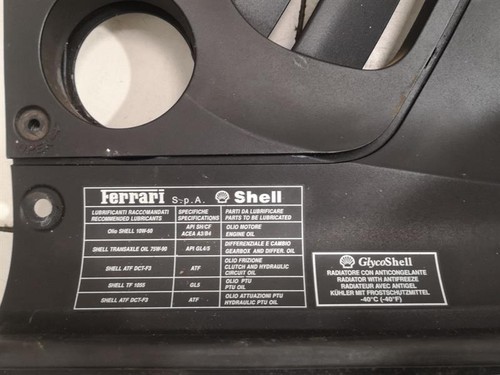 Ferrari S.p.A. Shell
LUBRIFICANTI RACCOMANDATI SPECIFICHE PARTI DA LUBRIFICARE
RECOMMENDED LUBRICANTS SPECIFICATIONS PARTS TO BE LUBRICATED
Olio SHELL 10W-60 API SH/CF ACEA A3/B4 OLIO MOTORE
ENGINE OIL
SHELL TRANSAXLE OIL 75W-90 API GL4/5 DIFFERENZIALE E CAMBIO
GEARBOX AND DIFFER. OIL
SHELL ATF DCT-F3 ATF OLIO FRIZIONE
CLUTCH AND HYDRAULIC
CIRCUIT OIL
SHELL TF 1055 GL5 OLIO PTU
PTU OIL
SHELL ATF DCT-F3 ATF OLIO ATTUAZIONI PTU
PTU HYDRAULIC OIL
GlycoShell
RADIATORE CON ANTICONGELANTE
RADIATOR WITH ANTIFREEZE
RADIATEUR AVEC ANTIGEL
KÜHLER MIT FROSTSCHUTZMITTEL
-40°C (-40°F)